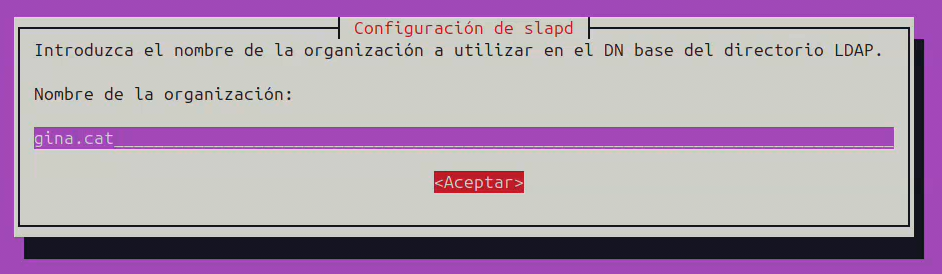 Configuración de slapd
Introduzca el nombre de la organización a utilizar en el DN base del directorio LDAP.
Nombre de la organización:
gina.cat
<Aceptar>